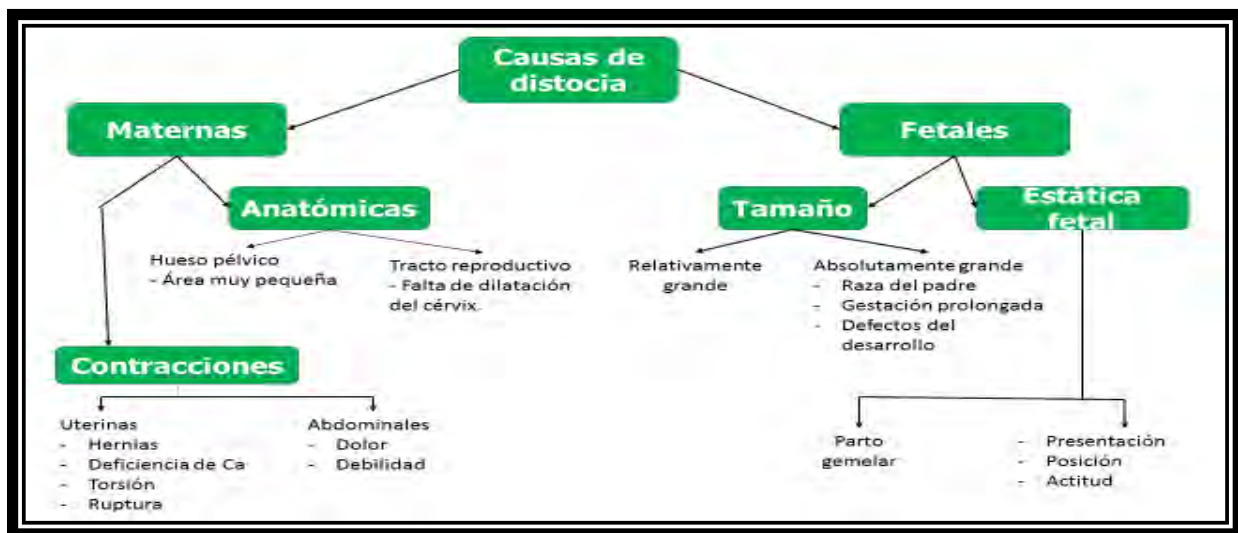 Causas de
distocia
Maternas
Fetales
Anatómicas
Tamaño
Estática
fetal
Hueso pélvico
- Área muy pequeña
Tracto reproductivo
- Falta de dilatación
del cérvix.
Relativamente
grande
Absolutamente grande
- Raza del padre
- Gestación prolongada
- Defectos del
desarrollo
Contracciones
Uterinas
- Hernias
- Deficiencia de Ca
- Torsión
- Ruptura
Abdominales
- Dolor
- Debilidad
Parto
gemelar
- Presentación
- Posición
- Actitud